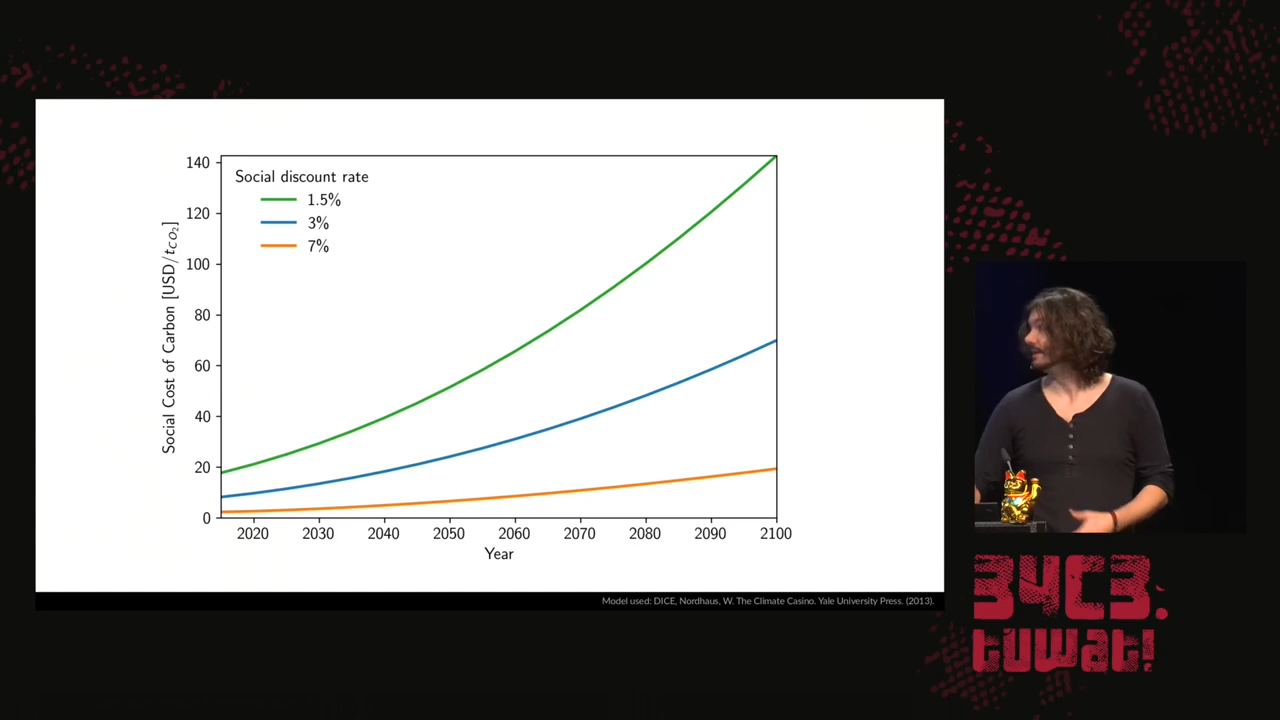 Social discount rate
1.5%
3%
7%
Social Cost of Carbon [USD/t_{CO_2}]
140
120
100
80
60
40
20
0
2020 2030 2040 2050 2060 2070 2080 2090 2100
Year
Model used: DICE, Nordhaus, W. The Climate Casino. Yale University Press. (2013).
34C3.
tuwat!